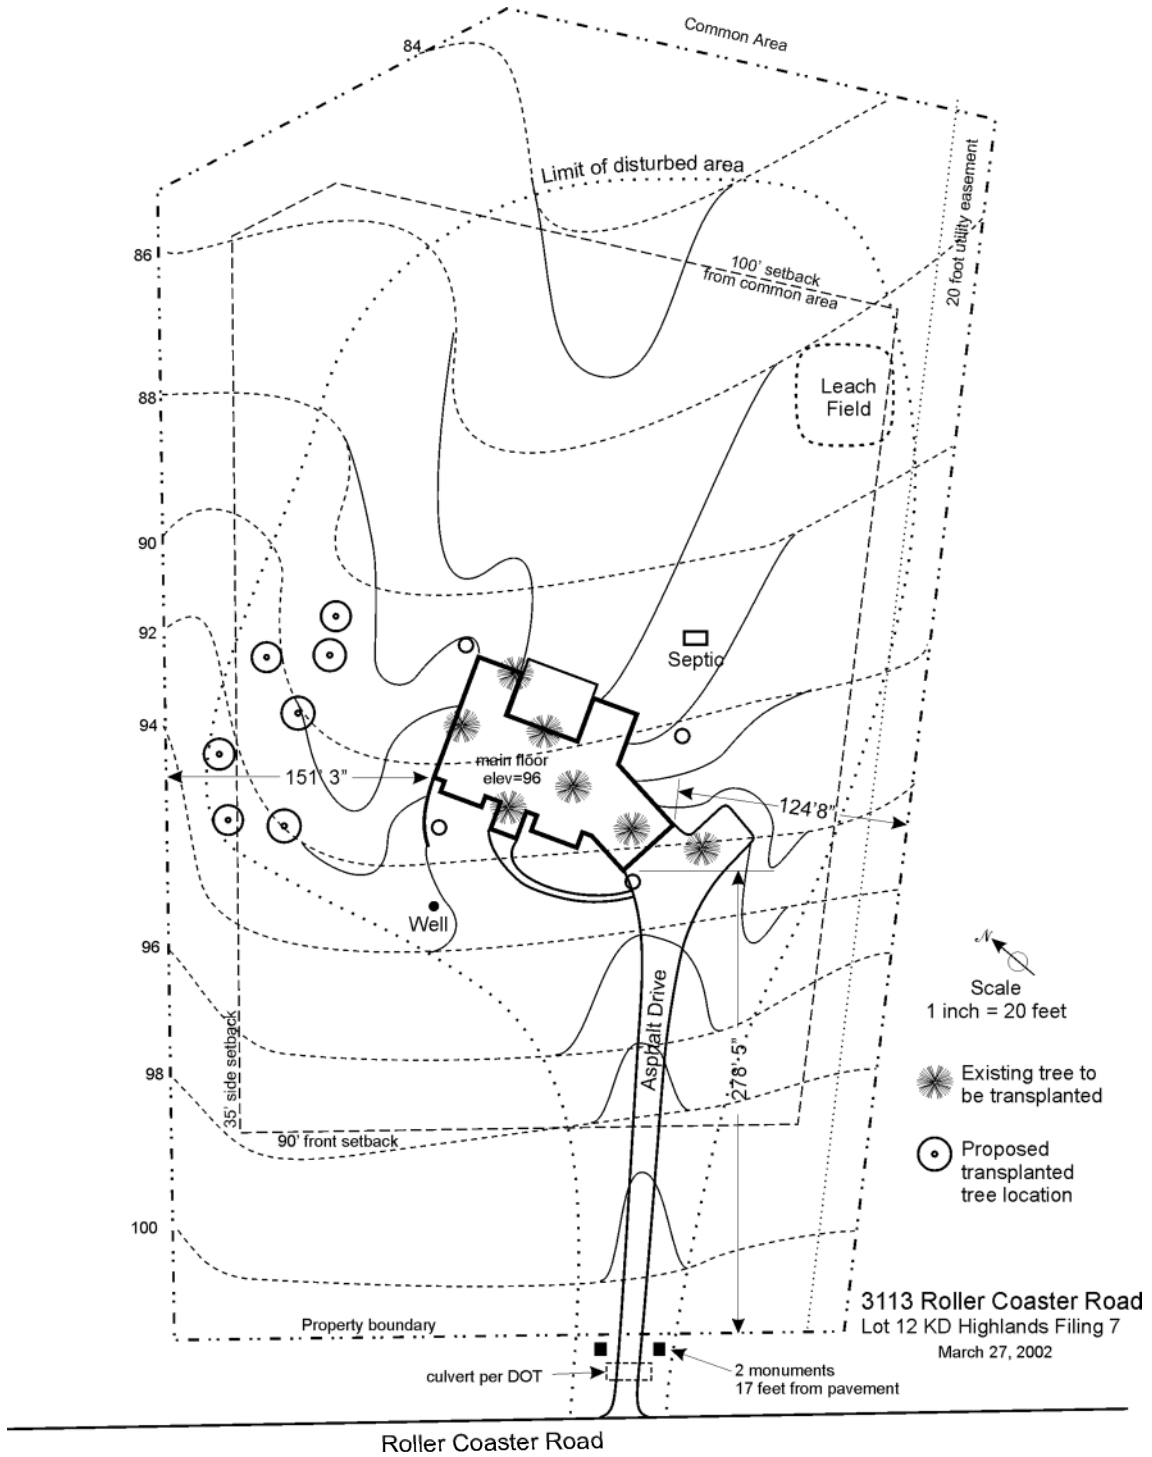 Common Area
84
Limit of disturbed area
20 foot utility easement
86
100' setback
from common area
88
Leach
Field
90
92
Septic
94
main floor
elev=96
151' 3"
124'8"
Well
96
N
Scale
1 inch = 20 feet
Asphalt Drive
278' 5"
35' side setback
98
Existing tree to
be transplanted
90' front setback
Proposed
transplanted
tree location
100
3113 Roller Coaster Road
Lot 12 KD Highlands Filing 7
March 27, 2002
Property boundary
culvert per DOT
2 monuments
17 feet from pavement
Roller Coaster Road